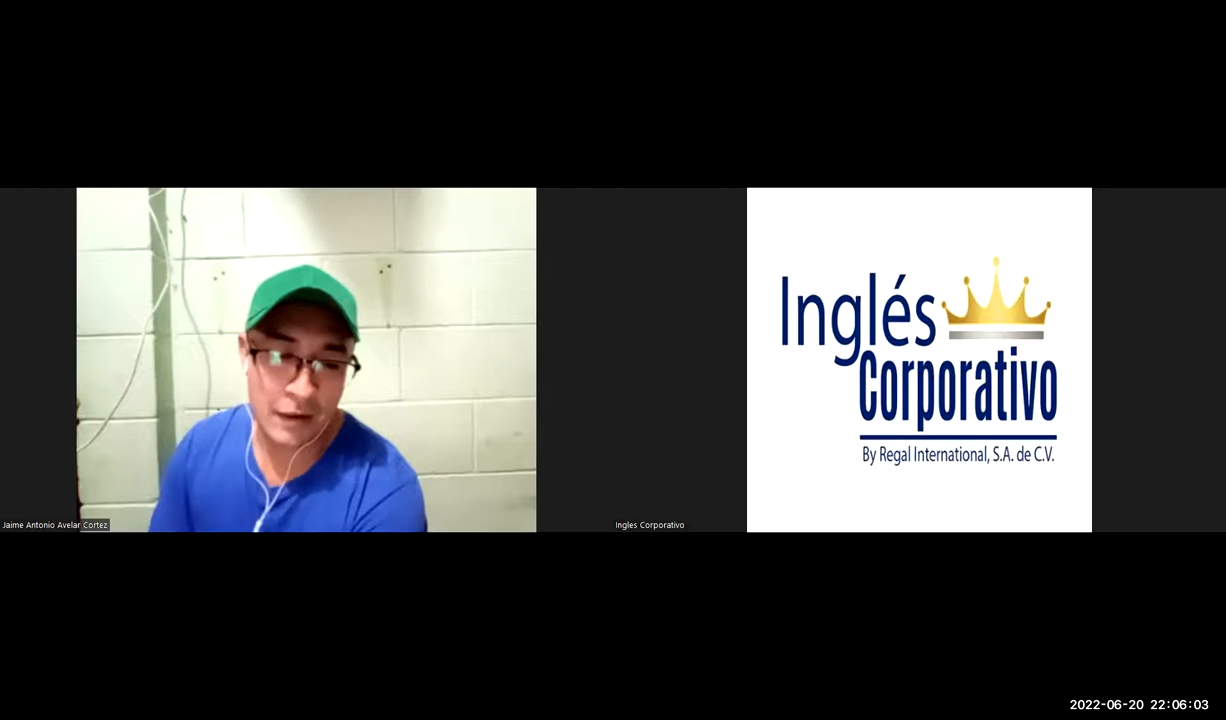 Inglés
Corporativo
By Regal International, S.A. de C.V.
Jaime Antonio Avelar Cortez
Ingles Corporativo
2022-06-20 22:06:03